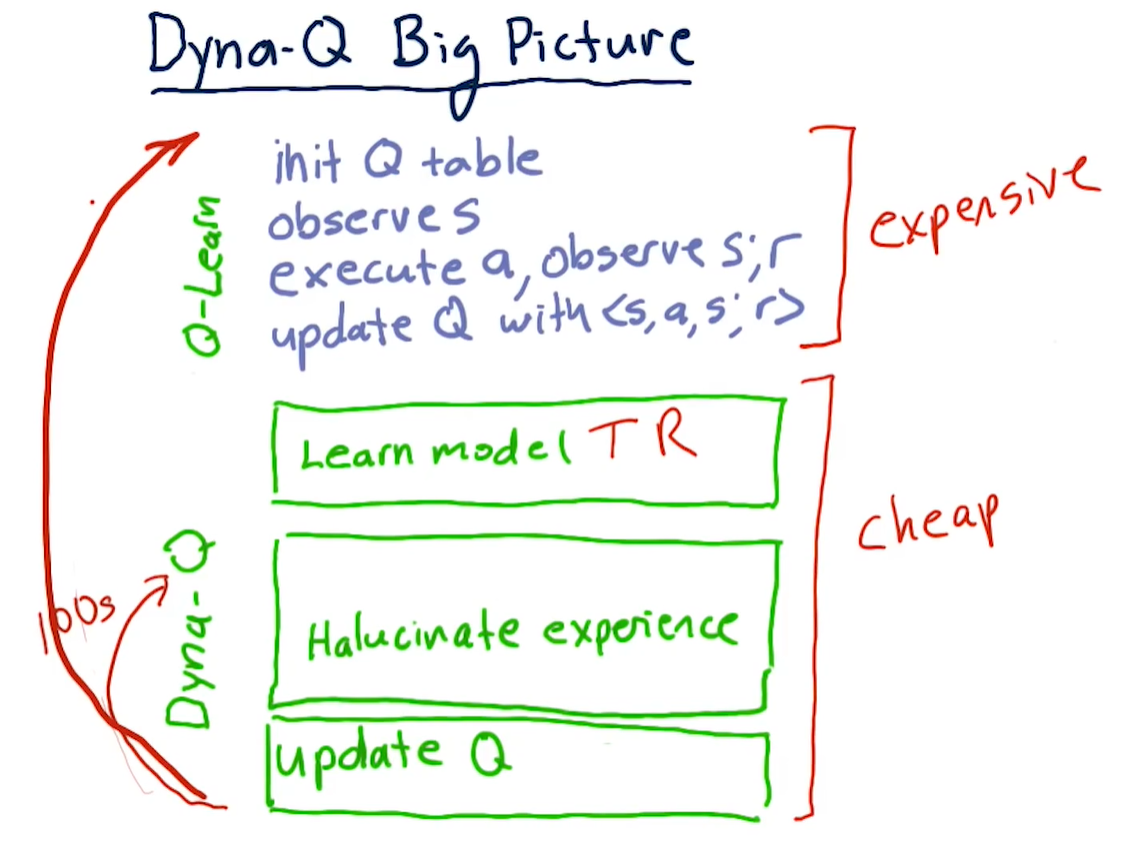 Dyna-Q Big Picture
init Q table
observe s
execute a, observe s', r
update Q with <s, a, s', r>
expensive
Q-Learn
Learn model T R
cheap
Dyna-Q
100s
Halucinate experience
update Q